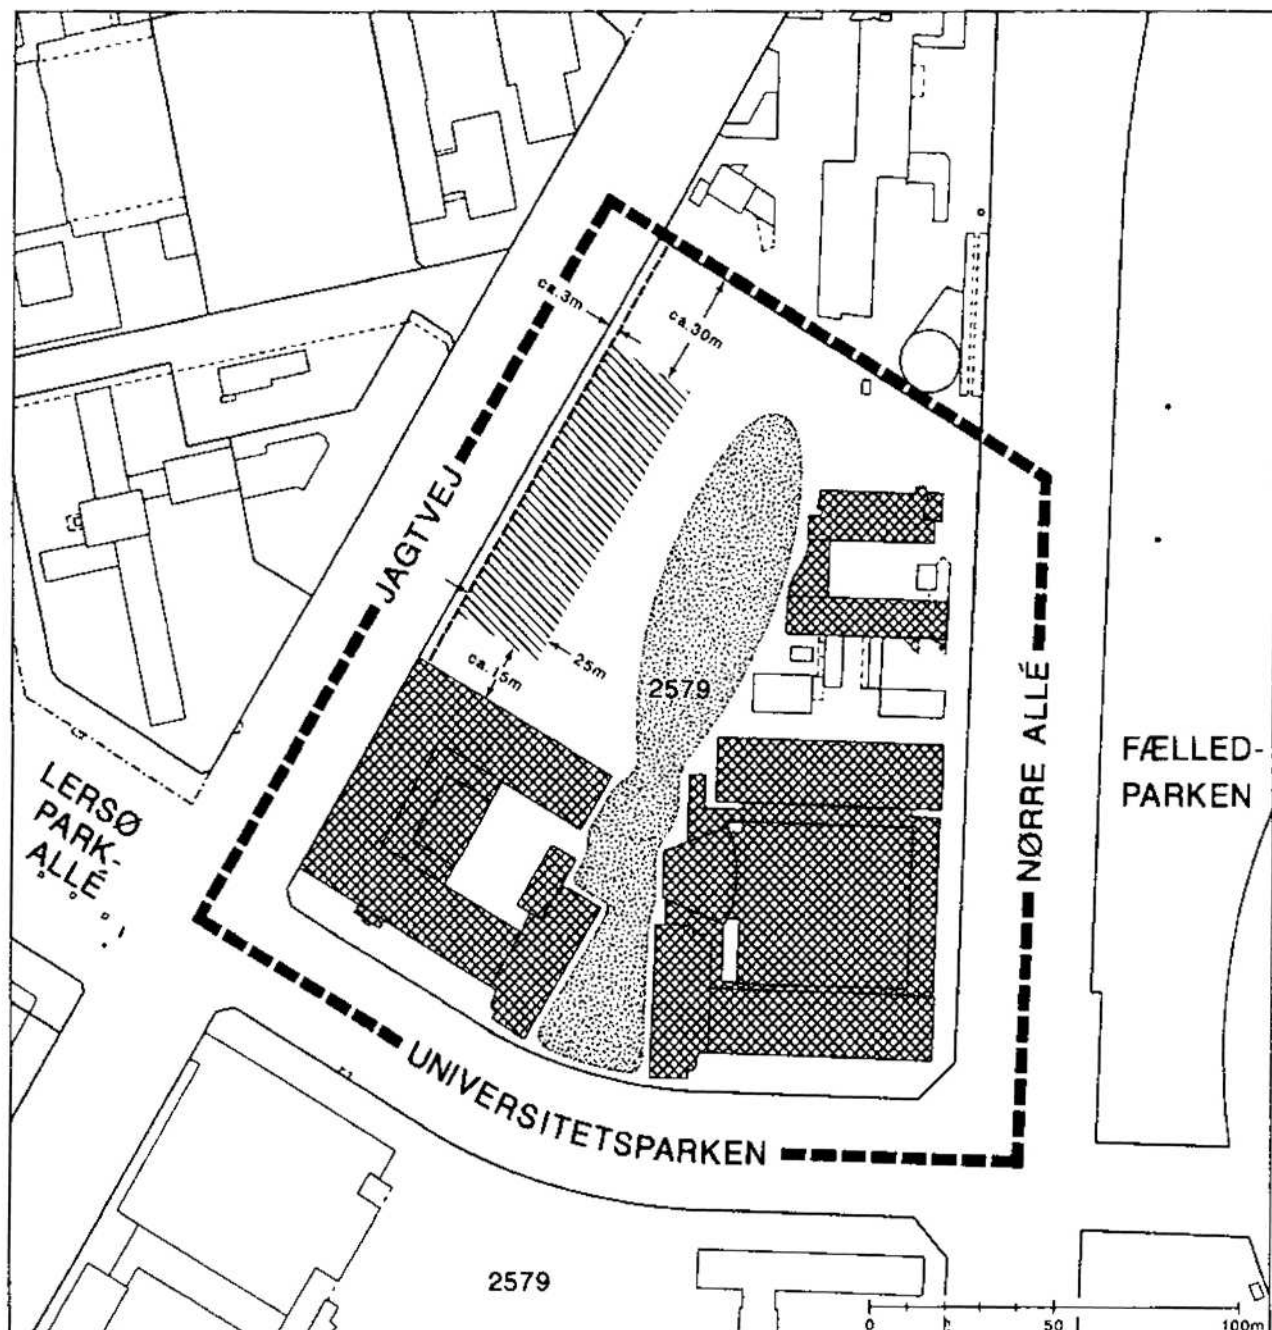 ca.3m
ca.30m
JAGTVEJ
25m
ca.15m
2579
NØRRE ALLÉ
FÆLLED-
PARKEN
LERSØ
PARK-
ALLÉ
UNIVERSITETSPARKEN
2579
0 50 100m